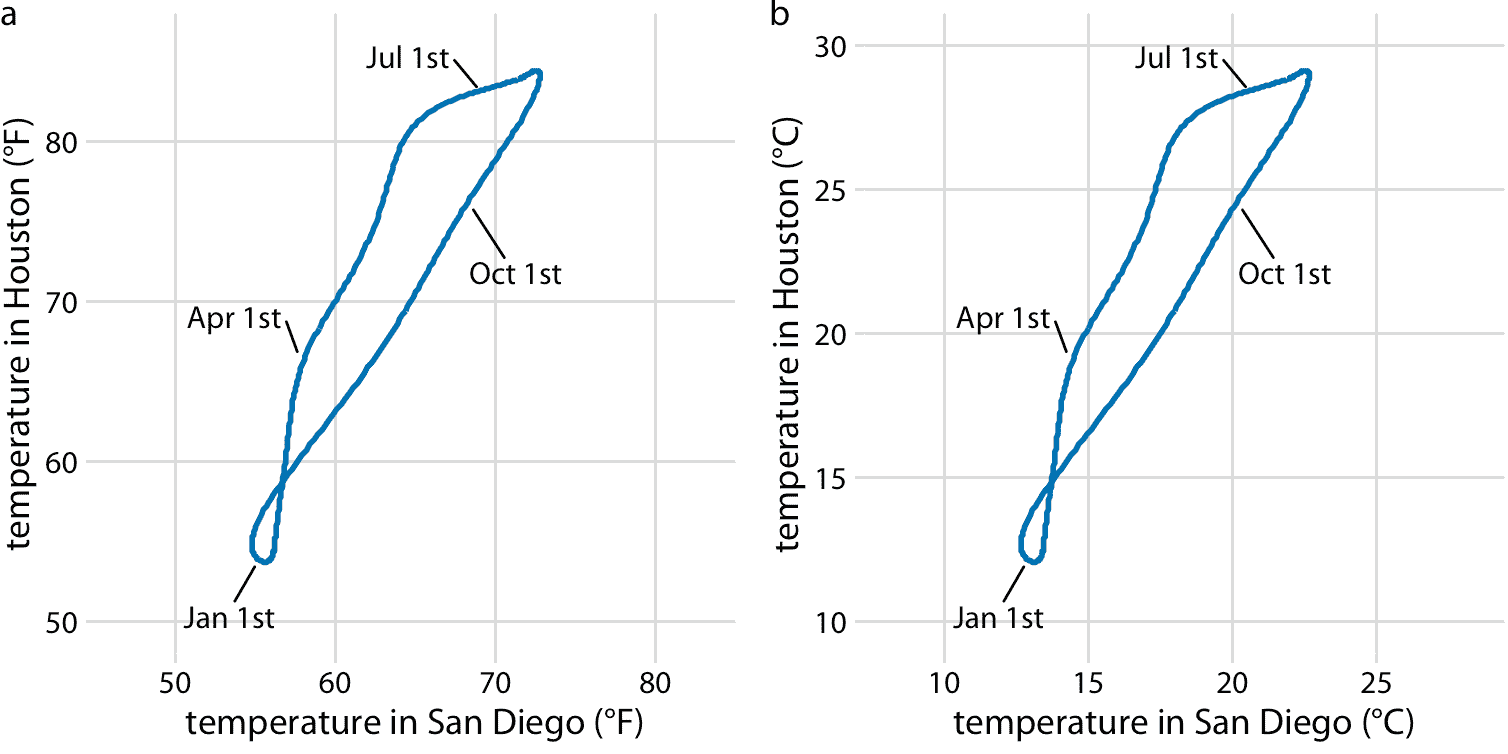 a
temperature in Houston (°F)
80
70
60
50
Jul 1st
Oct 1st
Apr 1st
Jan 1st
50 60 70 80
temperature in San Diego (°F)
b
temperature in Houston (°C)
30
25
20
15
10
Jul 1st
Oct 1st
Apr 1st
Jan 1st
10 15 20 25
temperature in San Diego (°C)